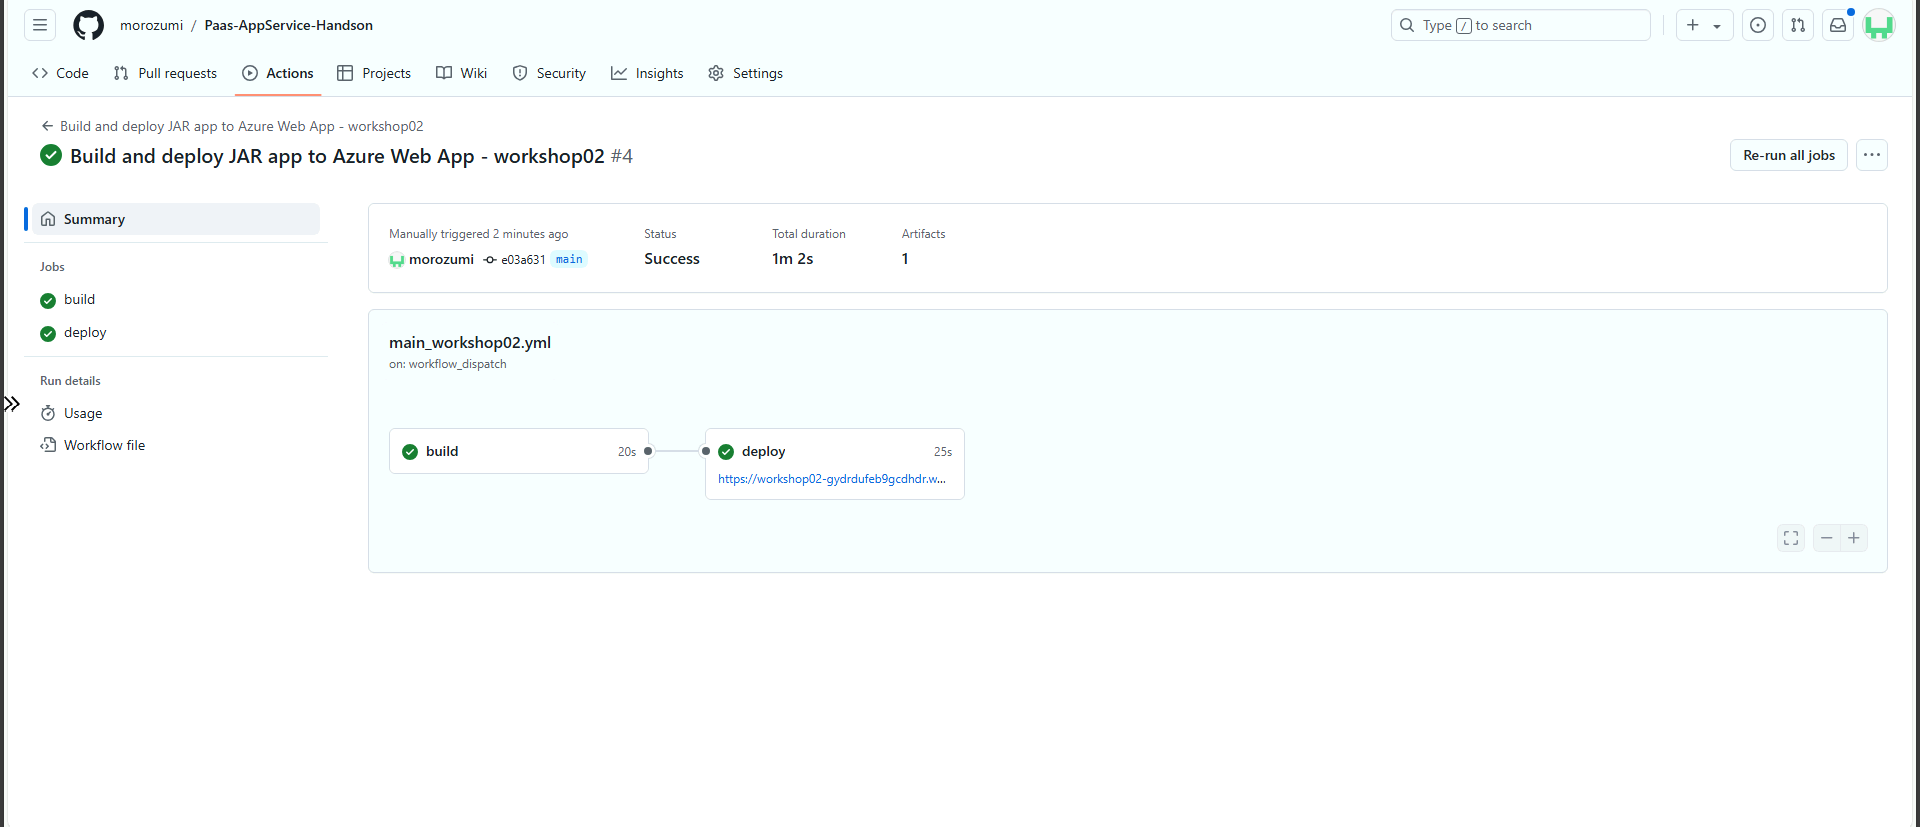 morozumi / Paas-AppService-Handson
Type / to search
Code Pull requests Actions Projects Wiki Security Insights Settings
Build and deploy JAR app to Azure Web App - workshop02
Build and deploy JAR app to Azure Web App - workshop02 #4
Re-run all jobs
Summary
Jobs
build
deploy
Run details
Usage
Workflow file
Manually triggered 2 minutes ago
morozumi e03a631 main
Status
Success
Total duration
1m 2s
Artifacts
1
main_workshop02.yml
on: workflow_dispatch
build 20s
deploy 25s
https://workshop02-gydrdufeb9gcdhdr.w...